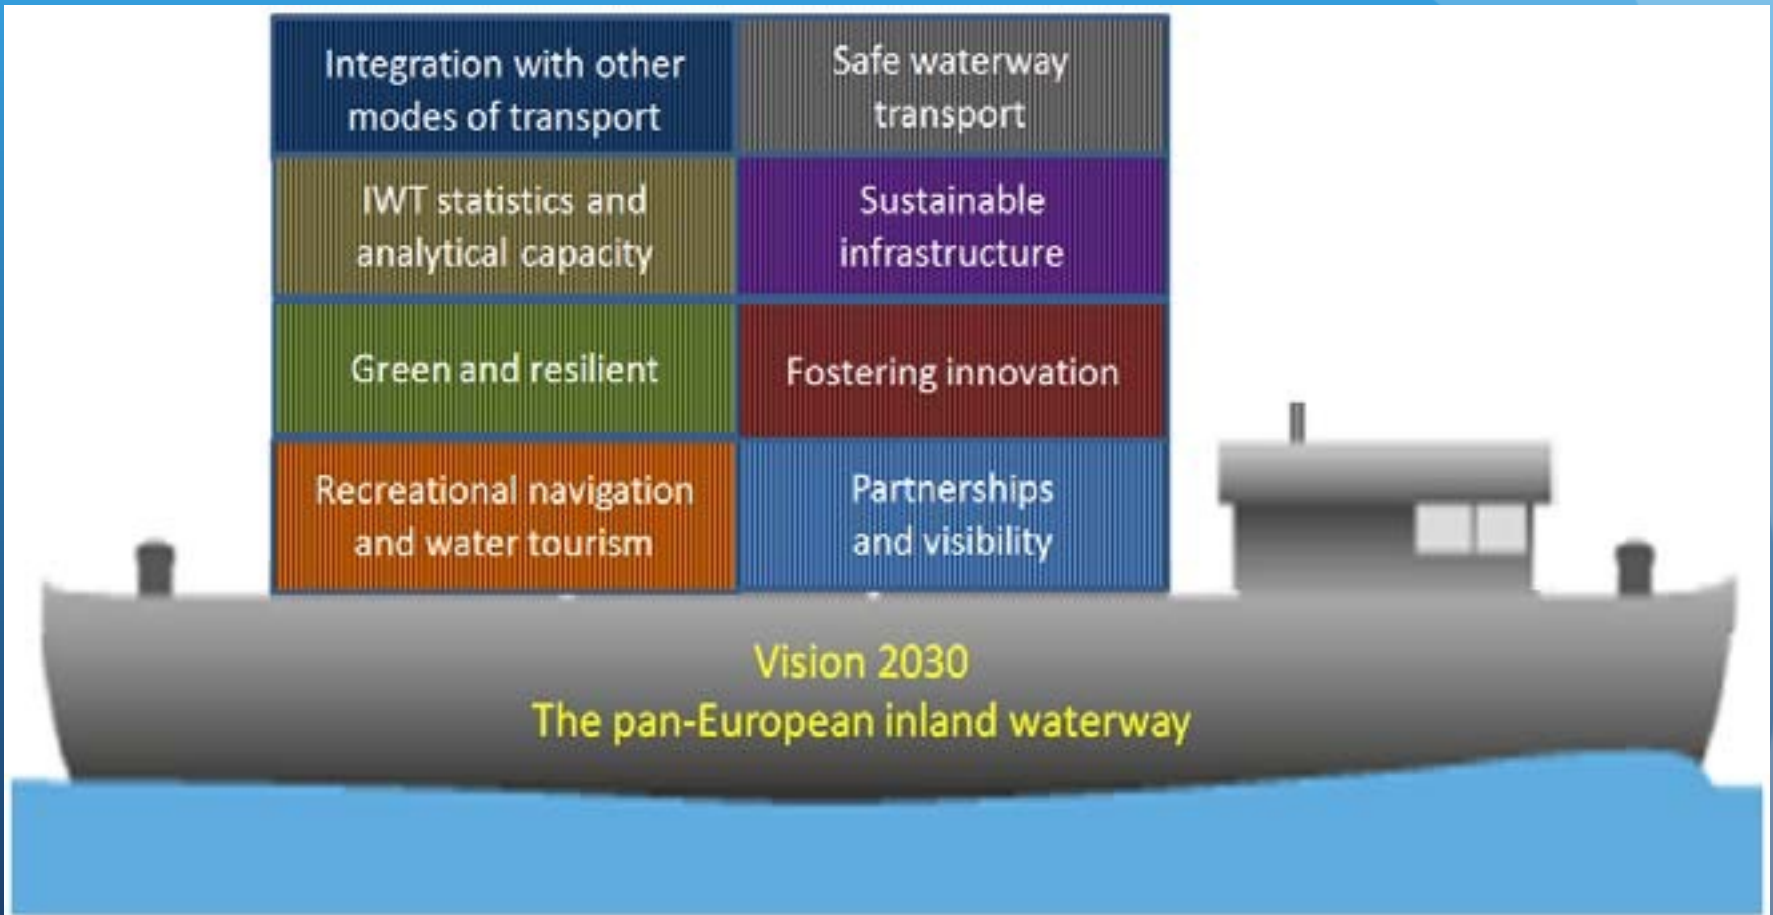 Integration with other
modes of transport
Safe waterway
transport
IWT statistics and
analytical capacity
Sustainable
infrastructure
Green and resilient
Fostering innovation
Recreational navigation
and water tourism
Partnerships
and visibility
Vision 2030
The pan-European inland waterway